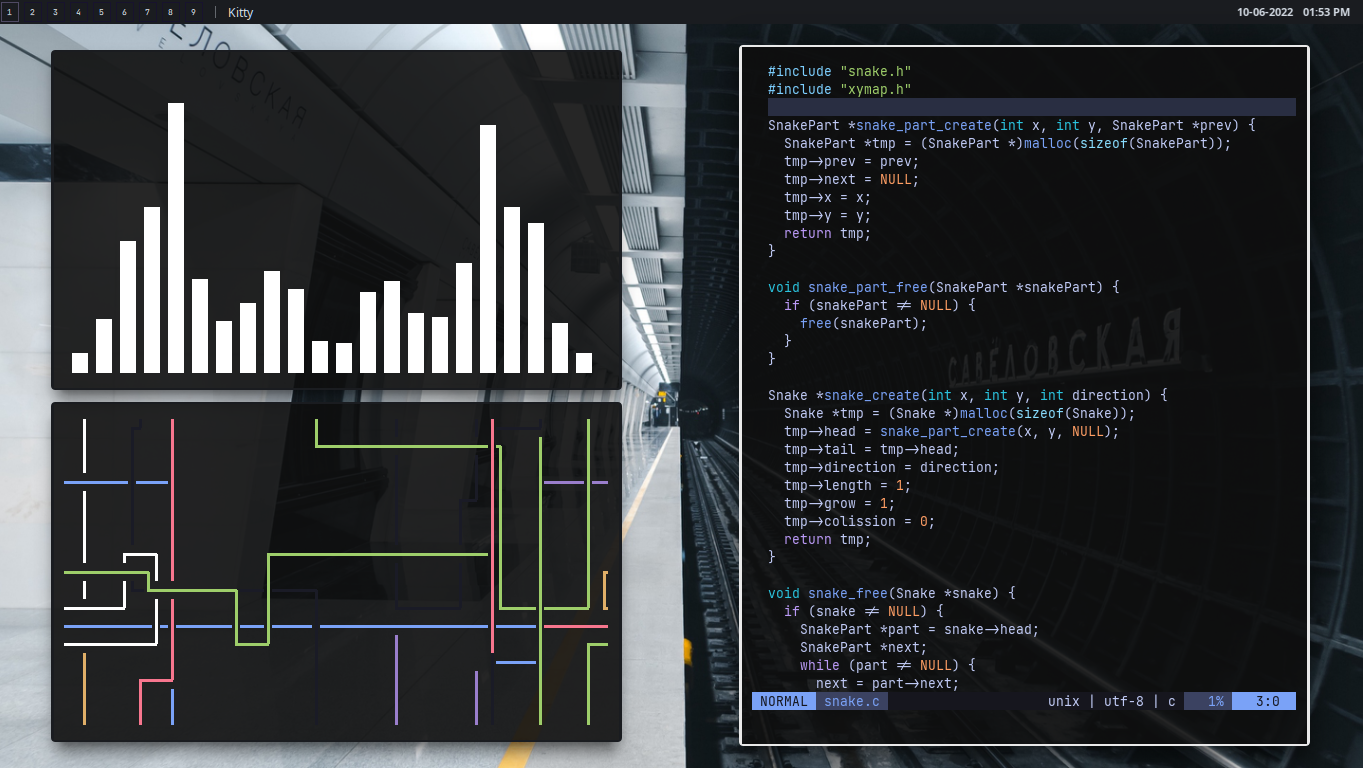 1 2 3 4 5 6 7 8 9 | Kitty
10-06-2022 01:53 PM
ЕЛОВСКАЯ
#include "snake.h"
#include "xymap.h"
SnakePart *snake_part_create(int x, int y, SnakePart *prev) {
SnakePart *tmp = (SnakePart *)malloc(sizeof(SnakePart));
tmp->prev = prev;
tmp->next = NULL;
tmp->x = x;
tmp->y = y;
return tmp;
}
void snake_part_free(SnakePart *snakePart) {
if (snakePart != NULL) {
free(snakePart);
}
}
Snake *snake_create(int x, int y, int direction) {
Snake *tmp = (Snake *)malloc(sizeof(Snake));
tmp->head = snake_part_create(x, y, NULL);
tmp->tail = tmp->head;
tmp->direction = direction;
tmp->length = 1;
tmp->grow = 1;
tmp->colission = 0;
return tmp;
}
void snake_free(Snake *snake) {
if (snake != NULL) {
SnakePart *part = snake->head;
SnakePart *next;
while (part != NULL) {
next = part->next;
NORMAL snake.c unix | utf-8 | c 1% 3:0
САВЁЛОВСКАЯ